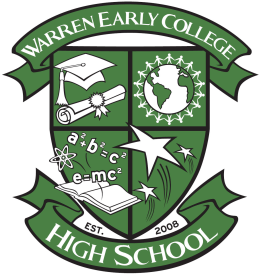 WARREN EARLY COLLEGE
a²+b²=c²
e=mc²
EST. 2008
HIGH SCHOOL